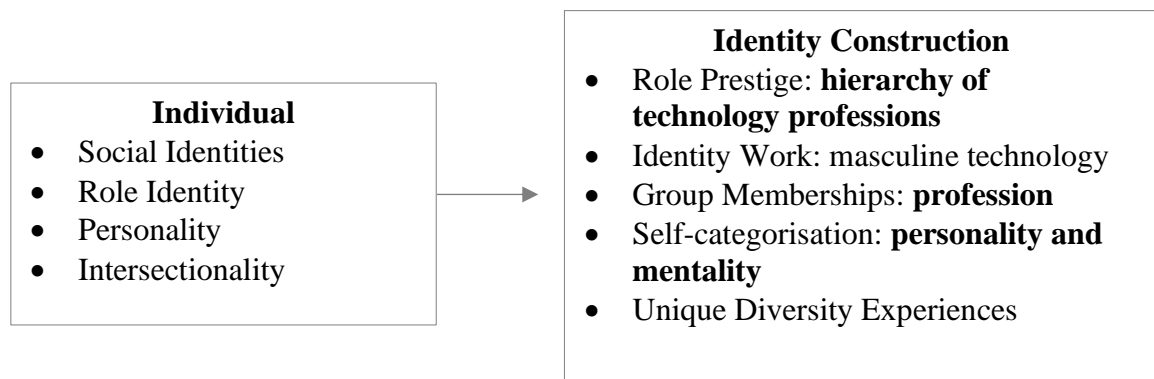 Individual
• Social Identities
• Role Identity
• Personality
• Intersectionality
Identity Construction
• Role Prestige: hierarchy of
technology professions
• Identity Work: masculine technology
• Group Memberships: profession
• Self-categorisation: personality and
mentality
• Unique Diversity Experiences